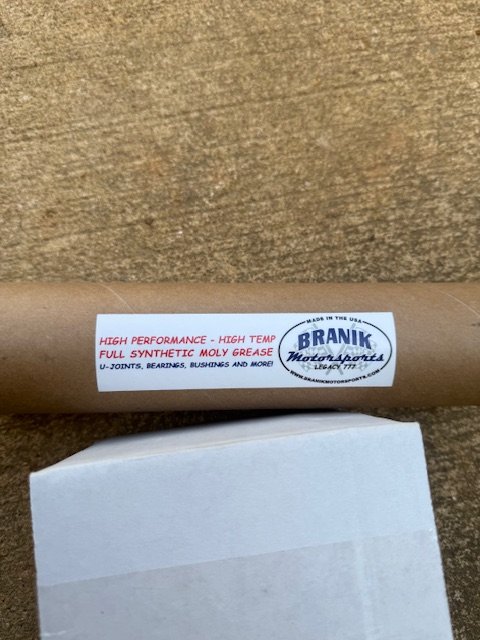 HIGH PERFORMANCE - HIGH TEMP
FULL SYNTHETIC MOLY GREASE
U-JOINTS, BEARINGS, BUSHINGS AND MORE!
MADE IN THE USA
BRANIK
Motorsports
LEGACY 777
WWW.BRANIKMOTORSPORTS.COM